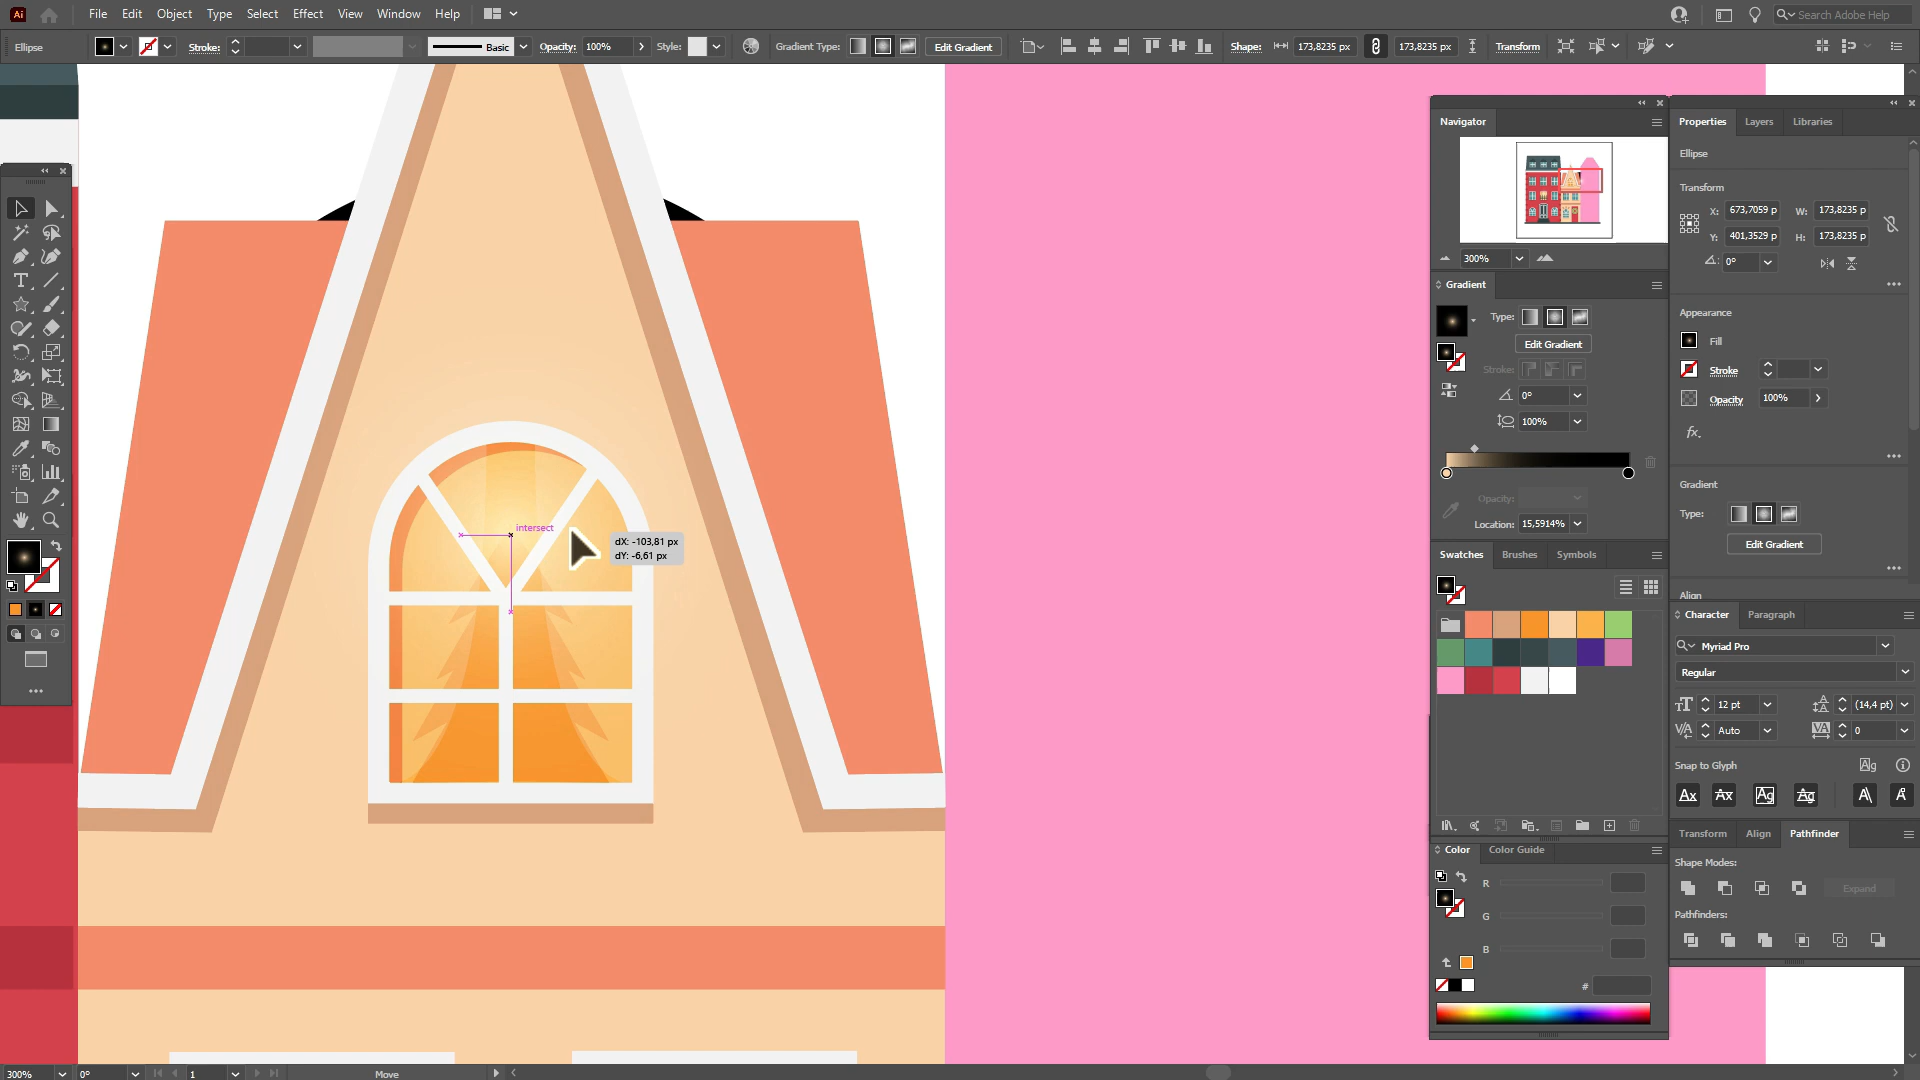 Ai
File
Edit
Object
Type
Select
Effect
View
Window
Help
Search Adobe Help
Ellipse
Stroke:
Basic
Opacity:
100%
Style:
Gradient Type:
Edit Gradient
Shape:
173,8235 px
173,8235 px
Transform
intersect
dX: -103,81 px
dY: -6,61 px
Navigator
300%
Gradient
Type:
Edit Gradient
Stroke:
0°
100%
Opacity:
Location:
15,5914%
Swatches
Brushes
Symbols
Color
Color Guide
R
G
B
#
Properties
Layers
Libraries
Ellipse
Transform
X:
673,7059 p
W:
173,8235 p
Y:
401,3529 p
H:
173,8235 p
0°
Appearance
Fill
Stroke
Opacity
100%
fx.
Gradient
Type:
Edit Gradient
Align
Character
Paragraph
Myriad Pro
Regular
12 pt
(14,4 pt)
Auto
0
Snap to Glyph
Transform
Align
Pathfinder
Shape Modes:
Expand
Pathfinders:
300%
0°
1
Move